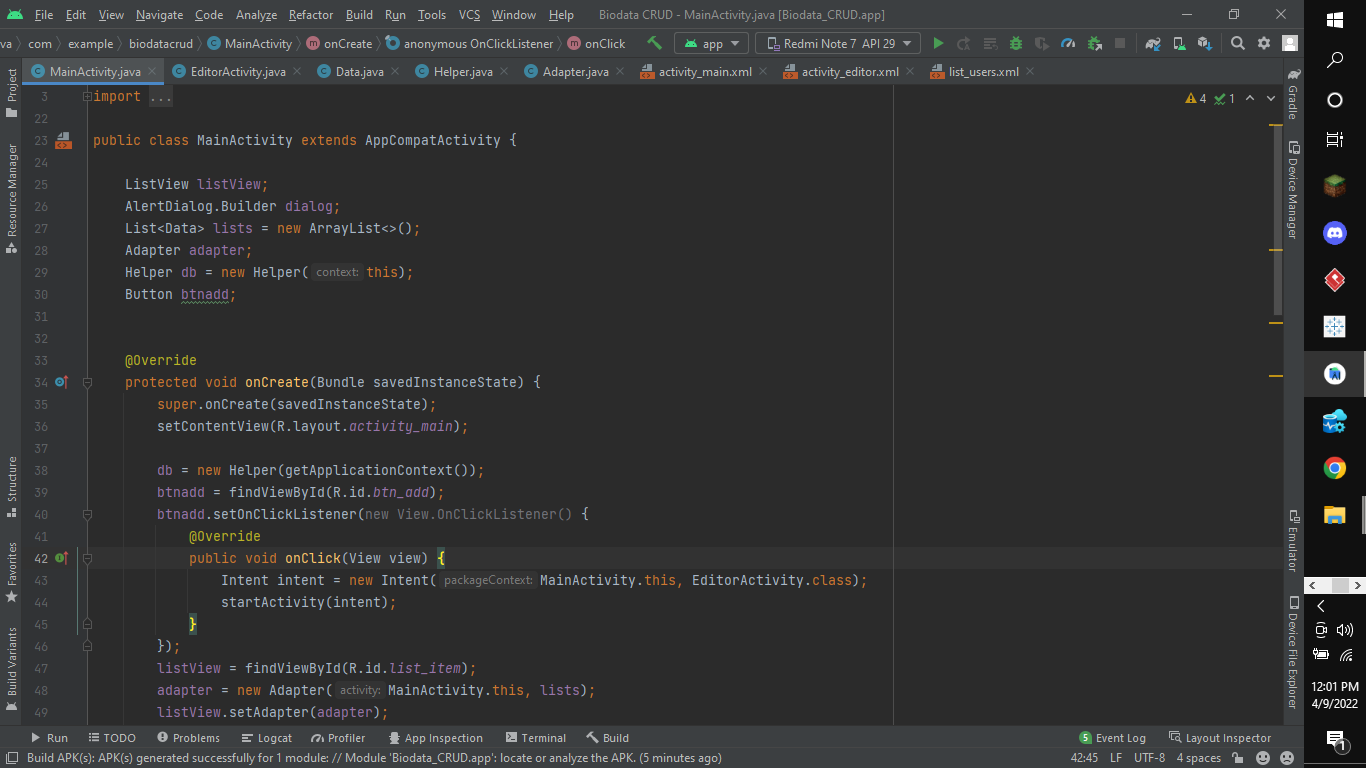 File Edit View Navigate Code Analyze Refactor Build Run Tools VCS Window Help Biodata CRUD - MainActivity.java [Biodata_CRUD.app]
va com example biodatacrud MainActivity onCreate anonymous OnClickListener onClick app Redmi Note 7 API 29
MainActivity.java EditorActivity.java Data.java Helper.java Adapter.java activity_main.xml activity_editor.xml list_users.xml
Project
Resource Manager
Structure
Favorites
Build Variants
3 import ...
4 1
22
23 public class MainActivity extends AppCompatActivity {
24
25 ListView listView;
26 AlertDialog.Builder dialog;
27 List<Data> lists = new ArrayList<>();
28 Adapter adapter;
29 Helper db = new Helper( context: this);
30 Button btnadd;
31
32
33 @Override
34 protected void onCreate(Bundle savedInstanceState) {
35 super.onCreate(savedInstanceState);
36 setContentView(R.layout.activity_main);
37
38 db = new Helper(getApplicationContext());
39 btnadd = findViewById(R.id.btn_add);
40 btnadd.setOnClickListener(new View.OnClickListener() {
41 @Override
42 public void onClick(View view) {
43 Intent intent = new Intent( packageContext: MainActivity.this, EditorActivity.class);
44 startActivity(intent);
45 }
46 });
47 listView = findViewById(R.id.list_item);
48 adapter = new Adapter( activity: MainActivity.this, lists);
49 listView.setAdapter(adapter);
Gradle
Device Manager
Emulator
Device File Explorer
Run TODO Problems Logcat Profiler App Inspection Terminal Build 5 Event Log Layout Inspector
Build APK(s): APK(s) generated successfully for 1 module: // Module 'Biodata_CRUD.app': locate or analyze the APK. (5 minutes ago) 42:45 LF UTF-8 4 spaces
12:01 PM
4/9/2022
1